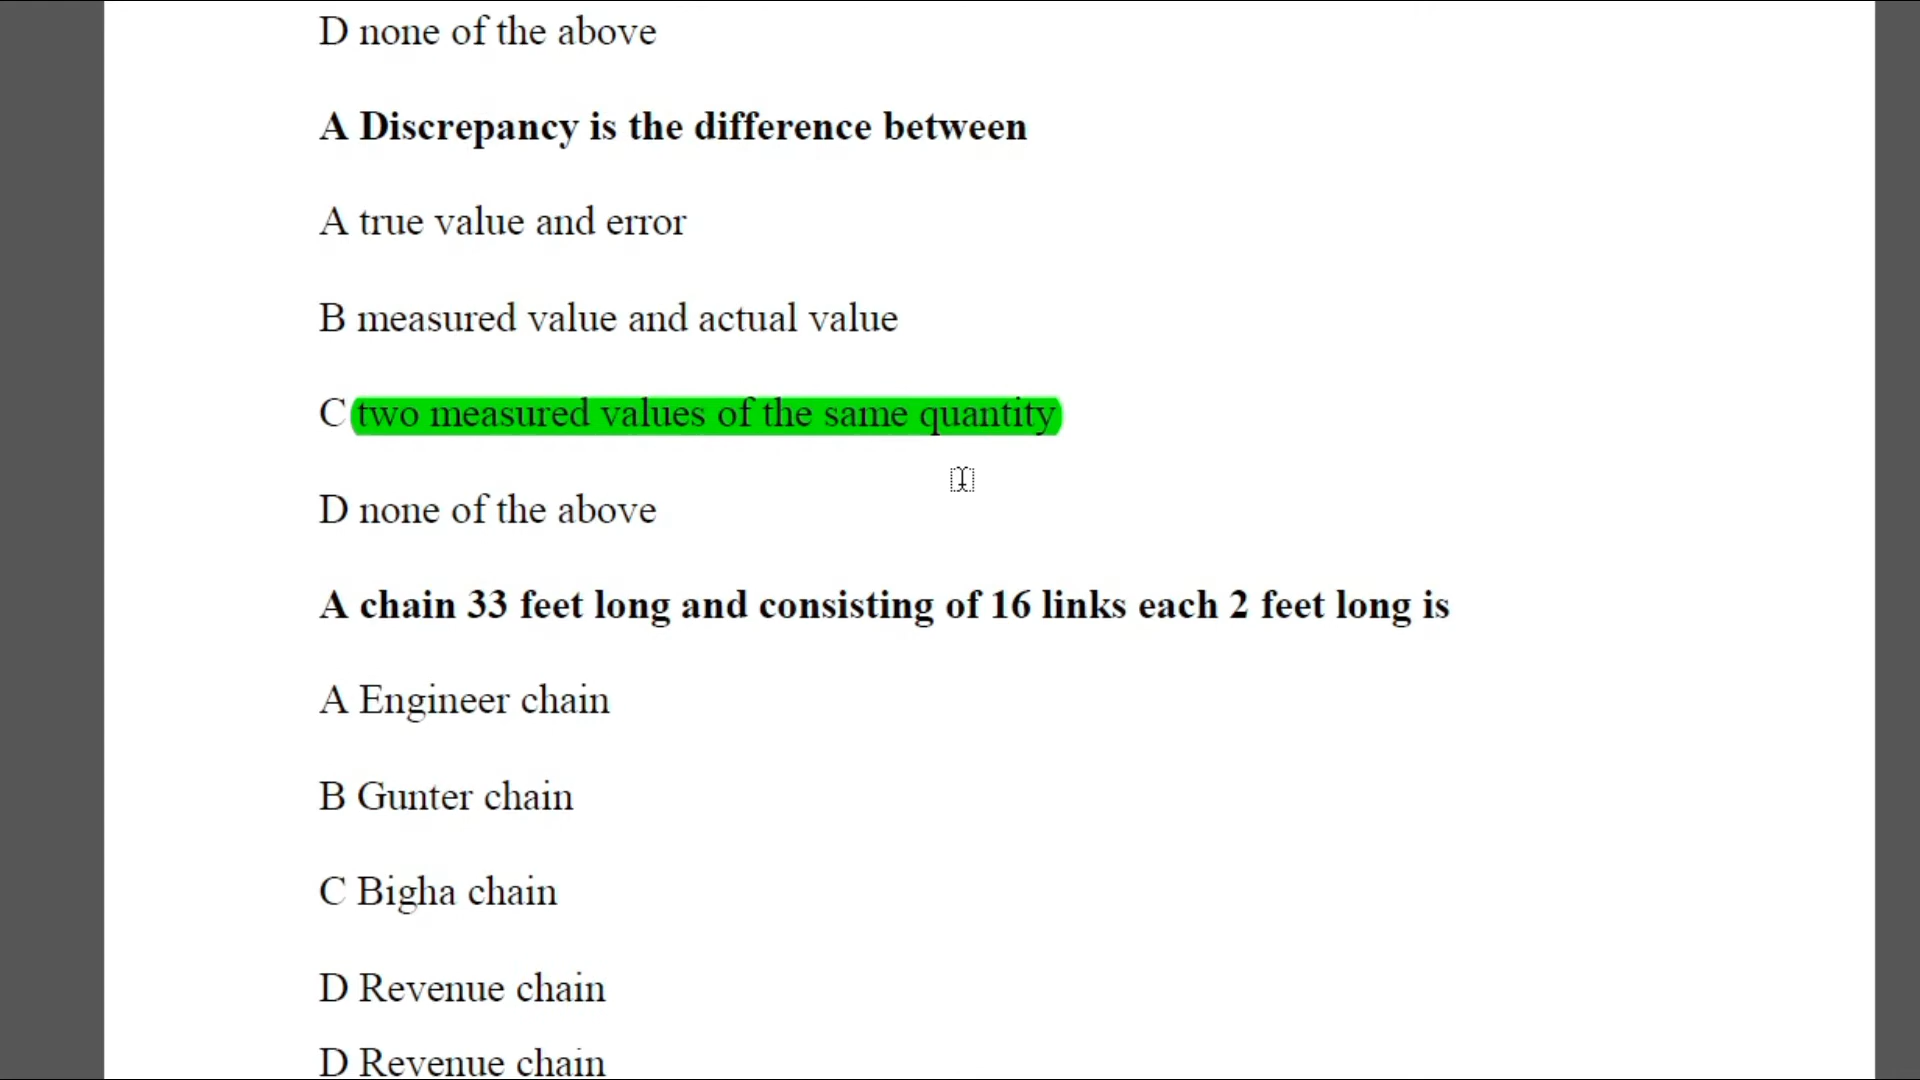 D none of the above
A Discrepancy is the difference between
A true value and error
B measured value and actual value
C two measured values of the same quantity
D none of the above
A chain 33 feet long and consisting of 16 links each 2 feet long is
A Engineer chain
B Gunter chain
C Bigha chain
D Revenue chain
D Revenue chain